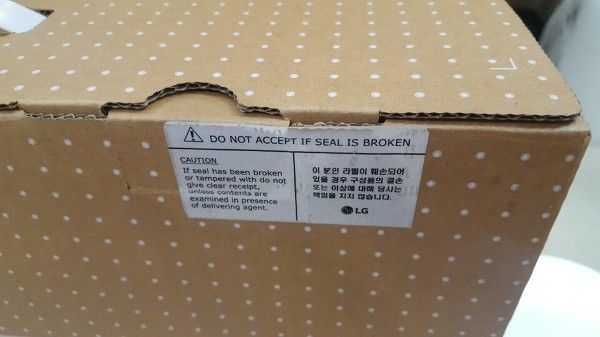 DO NOT ACCEPT IF SEAL IS BROKEN
CAUTION
If seal has been broken
or tampered with do not
give clear receipt,
unless contents are
examined in presence
of delivering agent.
이 봉인 라벨이 훼손되어
있을 경우 구성품의 결손
또는 이상에 대해 당사는
책임을 지지 않습니다.
LG